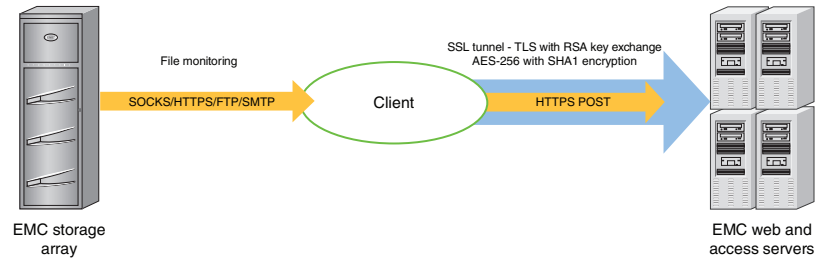 File monitoring
SOCKS/HTTPS/FTP/SMTP
Client
SSL tunnel - TLS with RSA key exchange
AES-256 with SHA1 encryption
HTTPS POST
EMC storage
array
EMC web and
access servers